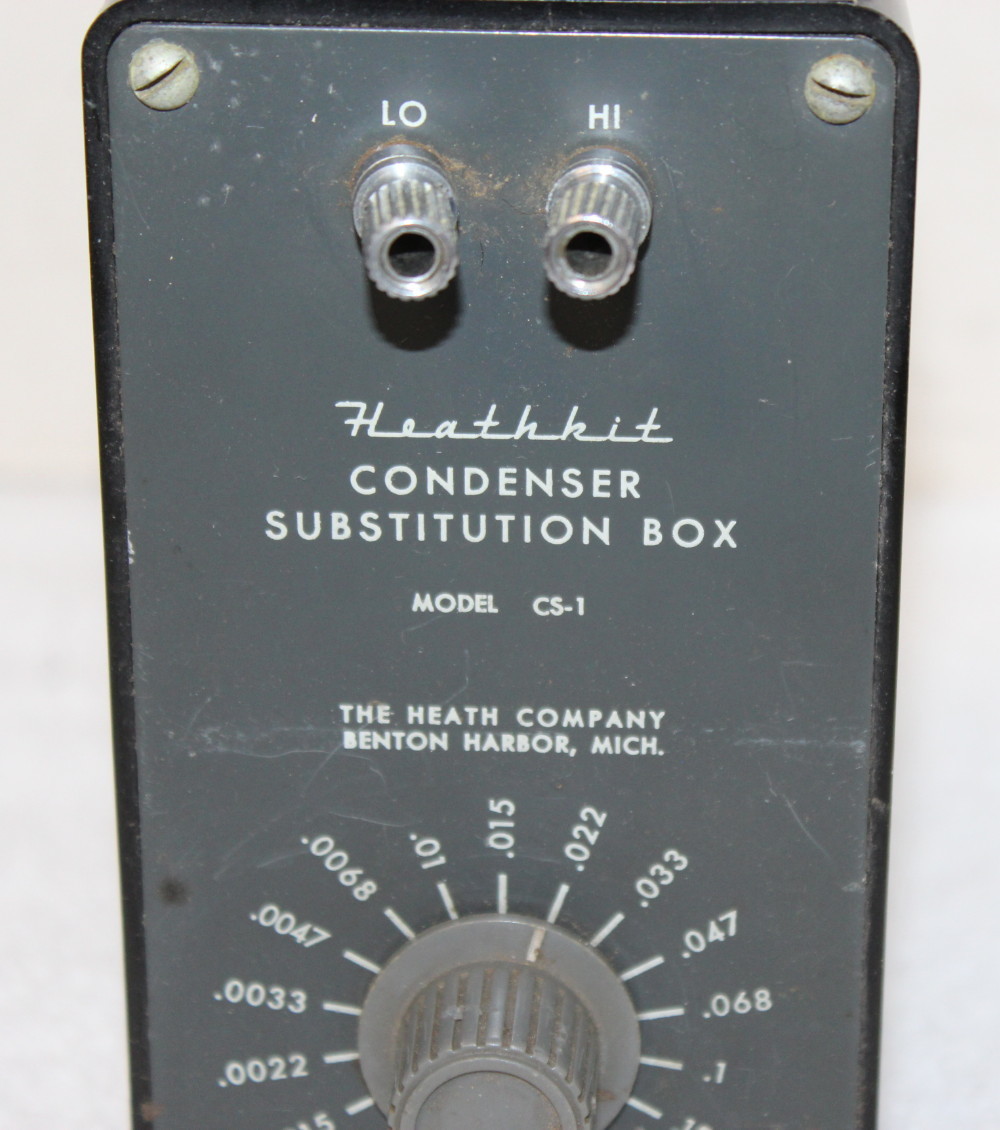 LO
HI
Heathkit
CONDENSER
SUBSTITUTION BOX
MODEL CS-1
THE HEATH COMPANY
BENTON HARBOR, MICH.
.0022
.0033
.0047
.0068
.01
.015
.022
.033
.047
.068
.1